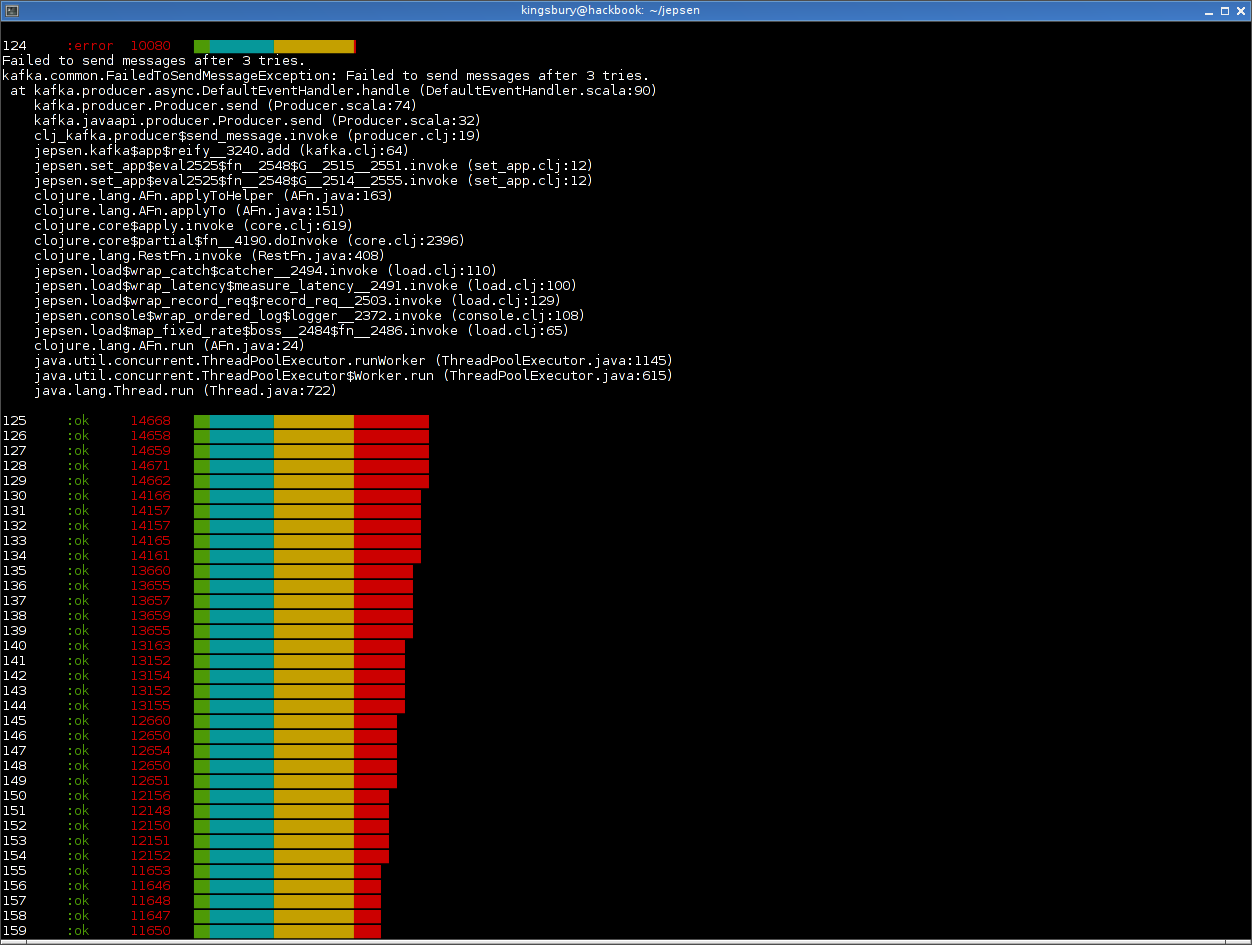 kingsbury@hackbook: ~/jepsen
124 :error 10080
Failed to send messages after 3 tries.
kafka.common.FailedToSendMessageException: Failed to send messages after 3 tries.
at kafka.producer.async.DefaultEventHandler.handle (DefaultEventHandler.scala:90)
kafka.producer.Producer.send (Producer.scala:74)
kafka.javaapi.producer.Producer.send (Producer.scala:32)
clj_kafka.producer$send_message.invoke (producer.clj:19)
jepsen.kafka$app$reify__3240.add (kafka.clj:64)
jepsen.set_app$eval2525$fn__2548$G__2515__2551.invoke (set_app.clj:12)
jepsen.set_app$eval2525$fn__2548$G__2514__2555.invoke (set_app.clj:12)
clojure.lang.AFn.applyToHelper (AFn.java:163)
clojure.lang.AFn.applyTo (AFn.java:151)
clojure.core$apply.invoke (core.clj:619)
clojure.core$partial$fn__4190.doInvoke (core.clj:2396)
clojure.lang.RestFn.invoke (RestFn.java:408)
jepsen.load$wrap_catch$catcher__2494.invoke (load.clj:110)
jepsen.load$wrap_latency$measure_latency__2491.invoke (load.clj:100)
jepsen.load$wrap_record_req$record_req__2503.invoke (load.clj:129)
jepsen.console$wrap_ordered_log$logger__2372.invoke (console.clj:108)
jepsen.load$map_fixed_rate$boss__2484$fn__2486.invoke (load.clj:65)
clojure.lang.AFn.run (AFn.java:24)
java.util.concurrent.ThreadPoolExecutor.runWorker (ThreadPoolExecutor.java:1145)
java.util.concurrent.ThreadPoolExecutor$Worker.run (ThreadPoolExecutor.java:615)
java.lang.Thread.run (Thread.java:722)
125 :ok 14668
126 :ok 14658
127 :ok 14659
128 :ok 14671
129 :ok 14662
130 :ok 14166
131 :ok 14157
132 :ok 14157
133 :ok 14165
134 :ok 14161
135 :ok 13660
136 :ok 13655
137 :ok 13657
138 :ok 13659
139 :ok 13655
140 :ok 13163
141 :ok 13152
142 :ok 13154
143 :ok 13152
144 :ok 13155
145 :ok 12660
146 :ok 12650
147 :ok 12654
148 :ok 12650
149 :ok 12651
150 :ok 12156
151 :ok 12148
152 :ok 12150
153 :ok 12151
154 :ok 12152
155 :ok 11653
156 :ok 11646
157 :ok 11648
158 :ok 11647
159 :ok 11650